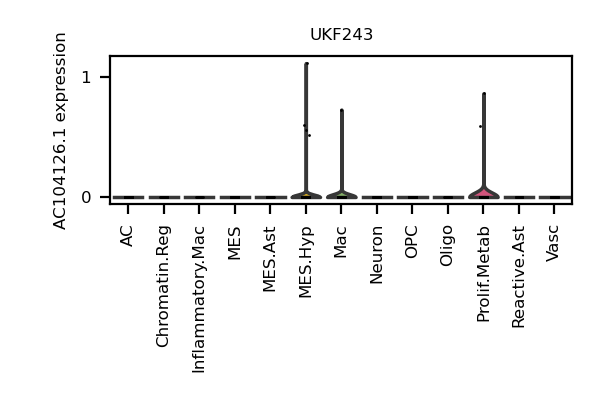 UKF243
AC104126.1 expression
1
0
AC
Chromatin.Reg
Inflammatory.Mac
MES
MES.Ast
MES.Hyp
Mac
Neuron
OPC
Oligo
Prolif.Metab
Reactive.Ast
Vasc